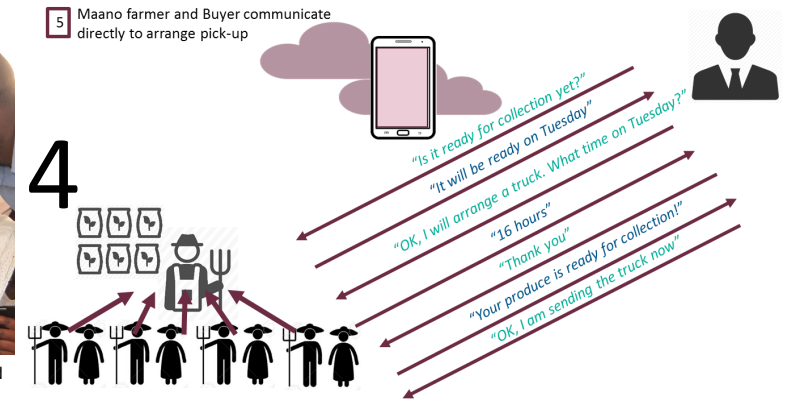 5
Maano farmer and Buyer communicate
directly to arrange pick-up
4
“Is it ready for collection yet?”
“It will be ready on Tuesday”
“OK, I will arrange a truck. What time on Tuesday?”
“16 hours”
“Thank you”
“Your produce is ready for collection!”
“OK, I am sending the truck now”